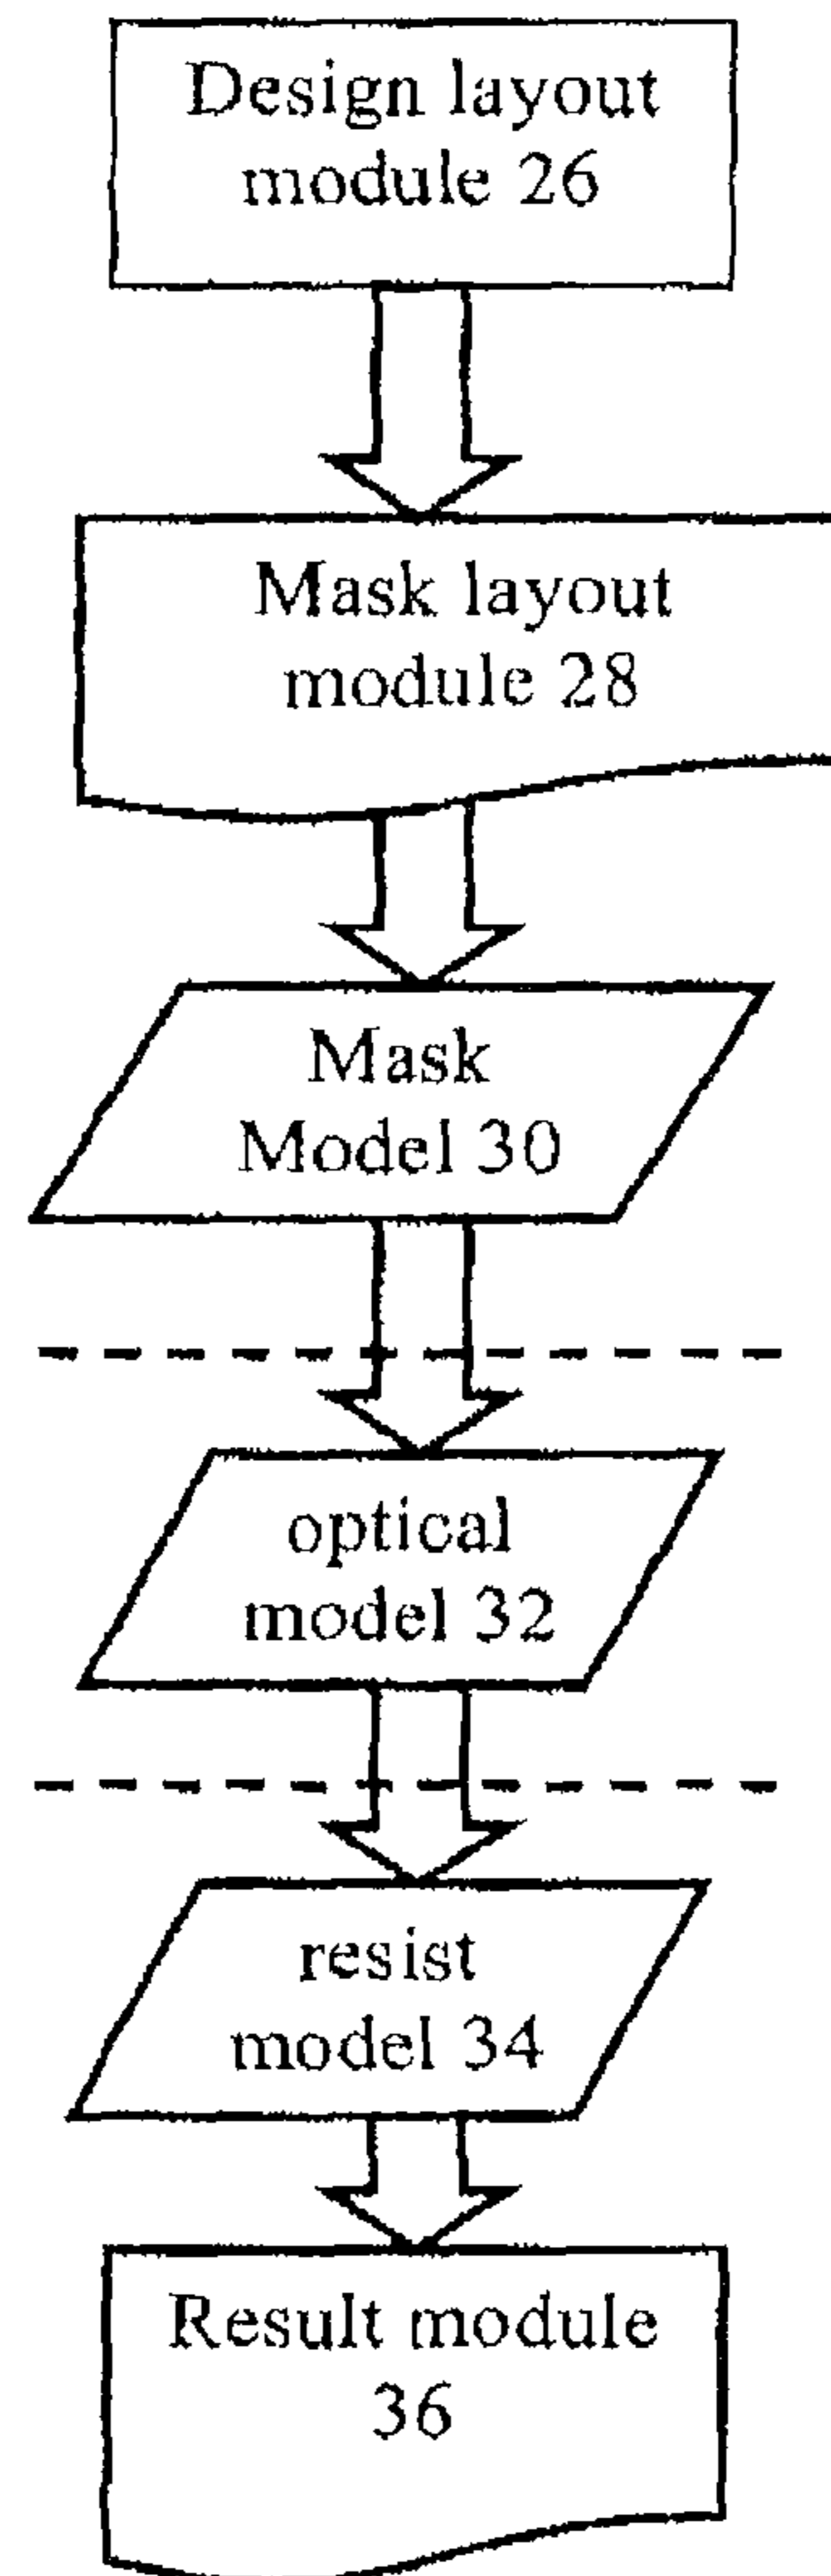 Design layout
module 26
Mask layout
module 28
Mask
Model 30
optical
model 32
resist
model 34
Result module
36